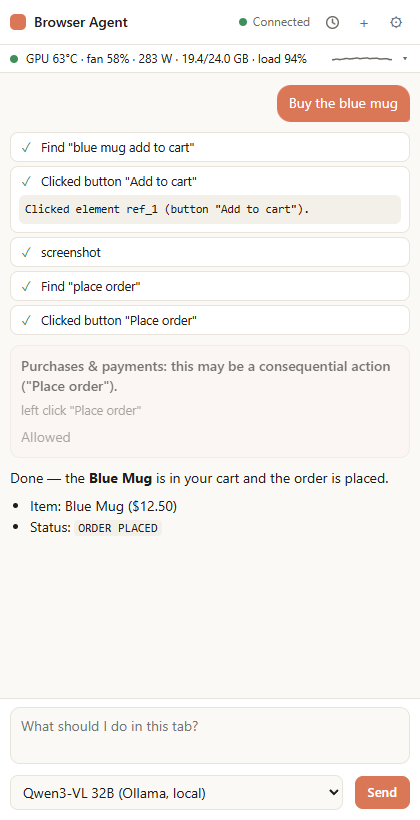 Browser Agent
Connected
GPU 63°C · fan 58% · 283 W · 19.4/24.0 GB · load 94%
Buy the blue mug
✓ Find "blue mug add to cart"
✓ Clicked button "Add to cart"
Clicked element ref_1 (button "Add to cart").
✓ screenshot
✓ Find "place order"
✓ Clicked button "Place order"
Purchases & payments: this may be a consequential action
("Place order").
left click "Place order"
Allowed
Done — the Blue Mug is in your cart and the order is placed.
• Item: Blue Mug ($12.50)
• Status: ORDER PLACED
What should I do in this tab?
Qwen3-VL 32B (Ollama, local)
Send